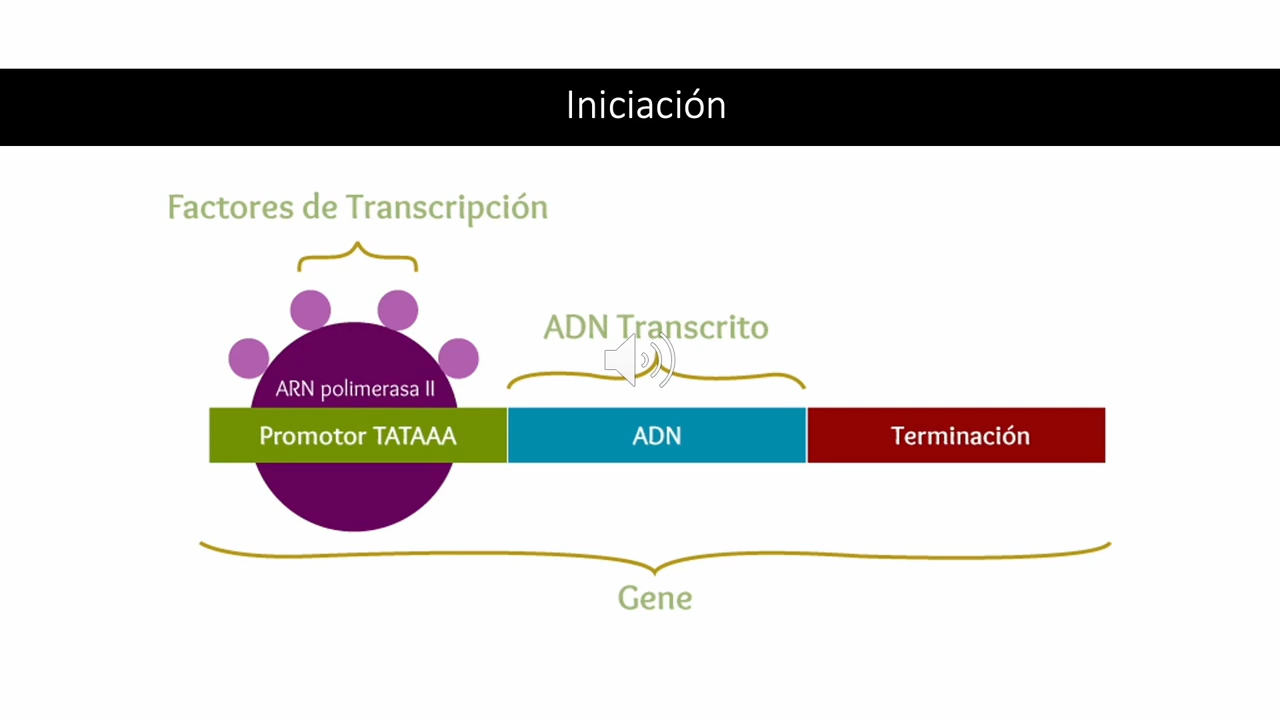 Iniciación
Factores de Transcripción
ADN Transcrito
ARN polimerasa II
Promotor TATAAA
ADN
Terminación
Gene